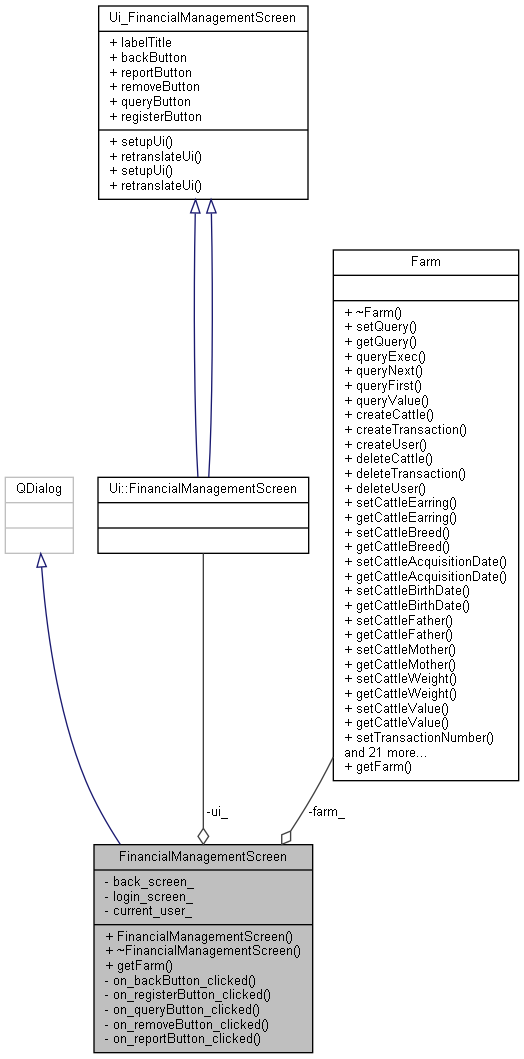 Ui_FinancialManagementScreen
+ labelTitle
+ backButton
+ reportButton
+ removeButton
+ queryButton
+ registerButton
+ setupUi()
+ retranslateUi()
+ setupUi()
+ retranslateUi()
Farm
+ ~Farm()
+ setQuery()
+ getQuery()
+ queryExec()
+ queryNext()
+ queryFirst()
+ queryValue()
+ createCattle()
+ createTransaction()
+ createUser()
+ deleteCattle()
+ deleteTransaction()
+ deleteUser()
+ setCattleEarring()
+ getCattleEarring()
+ setCattleBreed()
+ getCattleBreed()
+ setCattleAcquisitionDate()
+ getCattleAcquisitionDate()
+ setCattleBirthDate()
+ getCattleBirthDate()
+ setCattleFather()
+ getCattleFather()
+ setCattleMother()
+ getCattleMother()
+ setCattleWeight()
+ getCattleWeight()
+ setCattleValue()
+ getCattleValue()
+ setTransactionNumber()
and 21 more...
+ getFarm()
QDialog
Ui::FinancialManagementScreen
-ui_
-farm_
FinancialManagementScreen
- back_screen_
- login_screen_
- current_user_
+ FinancialManagementScreen()
+ ~FinancialManagementScreen()
+ getFarm()
- on_backButton_clicked()
- on_registerButton_clicked()
- on_queryButton_clicked()
- on_removeButton_clicked()
- on_reportButton_clicked()